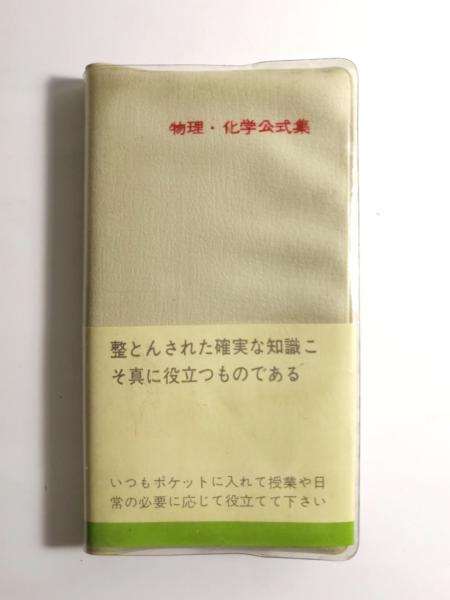 物理・化学公式集
整とんされた確実な知識こ
そ真に役立つものである
いつもポケットに入れて授業や日
常の必要に応じて役立てて下さい